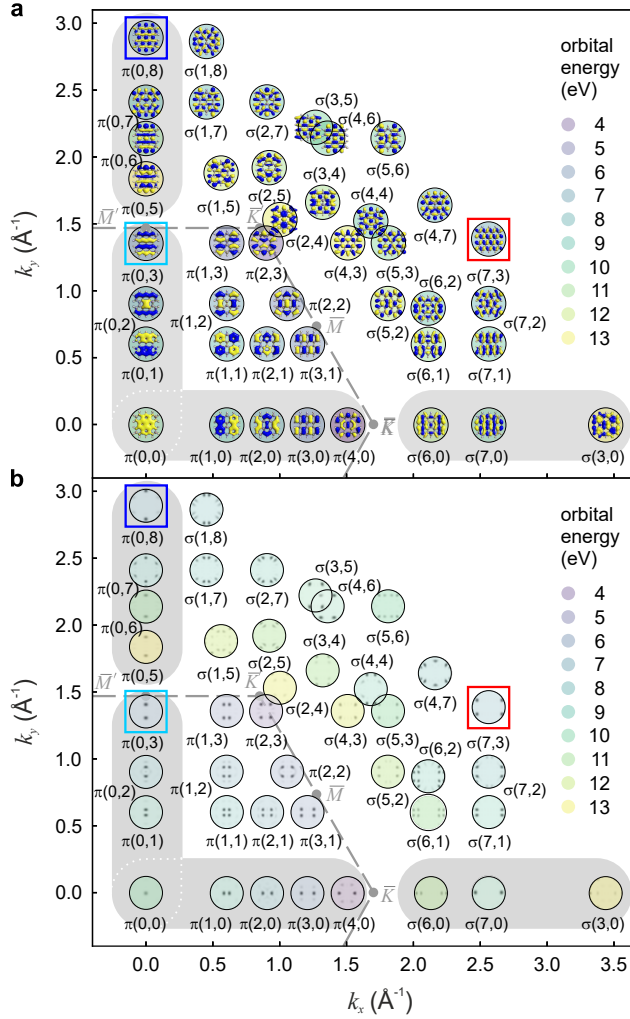 a
3.0
2.5
2.0
1.5
1.0
0.5
0.0
k_y (Å⁻¹)
π(0,8) σ(1,8)
π(0,7) σ(1,7) σ(2,7) σ(3,5) σ(4,6)
π(0,6) σ(5,6)
π(0,5) σ(1,5) σ(2,5) σ(3,4) σ(4,4)
M̄′ K̄ σ(2,4) σ(4,7)
π(0,3) π(1,3) π(2,3) σ(4,3) σ(5,3) σ(7,3)
π(0,2) π(1,2) π(2,2) σ(6,2)
M̄ σ(5,2) σ(7,2)
π(0,1) π(1,1) π(2,1) π(3,1) σ(6,1) σ(7,1)
K̄
π(0,0) π(1,0) π(2,0) π(3,0) π(4,0) σ(6,0) σ(7,0) σ(3,0)
orbital
energy
(eV)
4
5
6
7
8
9
10
11
12
13
b
3.0
2.5
2.0
1.5
1.0
0.5
0.0
k_y (Å⁻¹)
π(0,8) σ(1,8)
π(0,7) σ(1,7) σ(2,7) σ(3,5) σ(4,6)
π(0,6) σ(5,6)
π(0,5) σ(1,5) σ(2,5) σ(3,4) σ(4,4)
M̄′ K̄ σ(2,4) σ(4,7)
π(0,3) π(1,3) π(2,3) σ(4,3) σ(5,3) σ(7,3)
π(0,2) π(1,2) π(2,2) σ(6,2)
M̄ σ(5,2) σ(7,2)
π(0,1) π(1,1) π(2,1) π(3,1) σ(6,1) σ(7,1)
K̄
π(0,0) π(1,0) π(2,0) π(3,0) π(4,0) σ(6,0) σ(7,0) σ(3,0)
orbital
energy
(eV)
4
5
6
7
8
9
10
11
12
13
0.0 0.5 1.0 1.5 2.0 2.5 3.0 3.5
k_x (Å⁻¹)